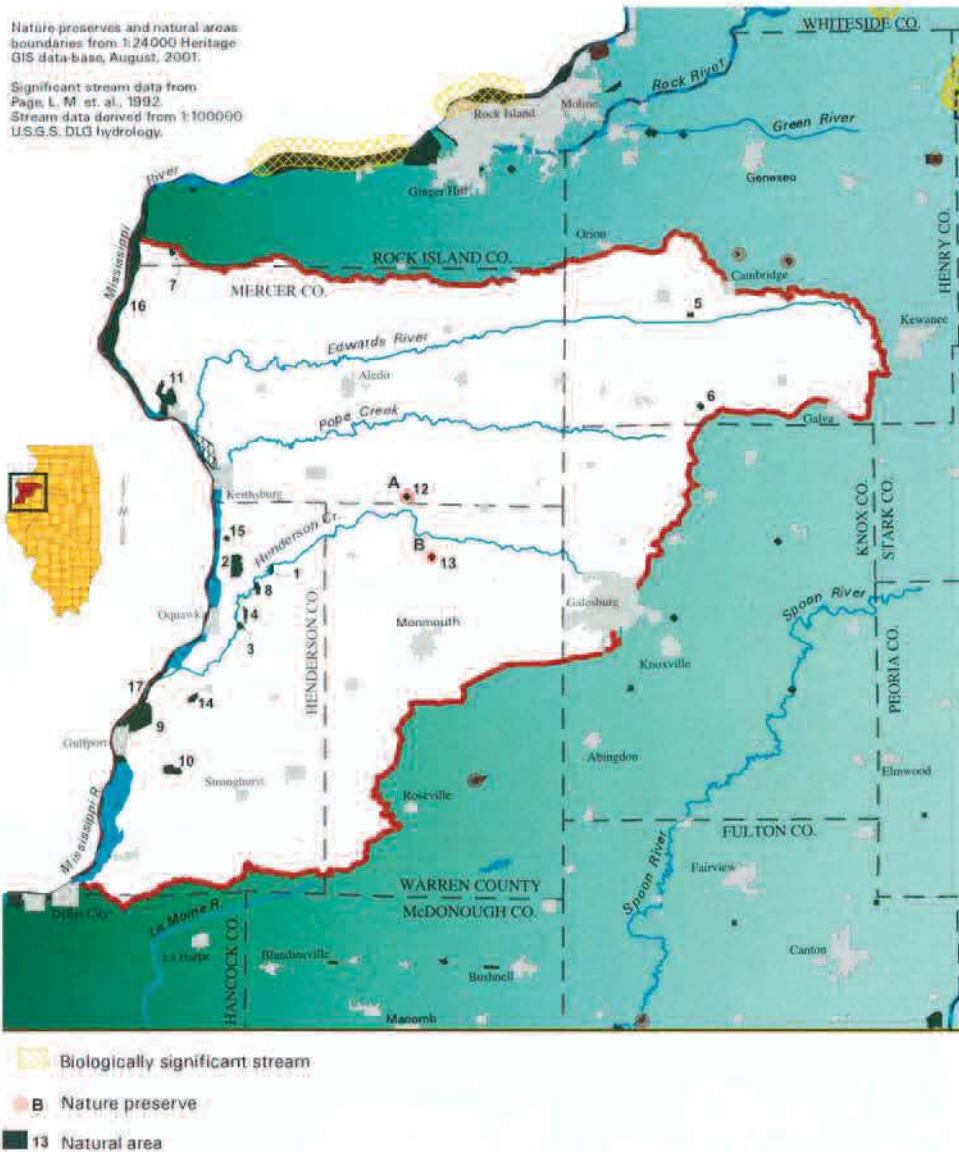 Nature preserves and natural areas
boundaries from 1:24000 Heritage
GIS data-base, August, 2001.
Significant stream data from
Page, L. M. et. al., 1992.
Stream data derived from 1:100000
U.S.G.S. DLG hydrology.
WHITESIDE CO.
Rock River
Moline
Rock Island
Green River
Geneseo
River
Ginger Hill
HENRY CO.
Orion
ROCK ISLAND CO.
Mississippi
Cambridge
7
MERCER CO.
16
5
Kewanee
Edwards River
11
Aledo
6
Pope Creek
Galva
KNOX CO.
STARK CO.
Keithsburg
A
12
15
Henderson Cr.
B
13
2
1
8
Galesburg
Spoon River
Oquawka
4
HENDERSON CO.
Monmouth
3
Knoxville
PEORIA CO.
17
14
9
Gulfport
Abingdon
10
Stronghurst
Elmwood
Roseville
Mississippi R.
FULTON CO.
Spoon River
Fairview
WARREN COUNTY
Dallas City
McDONOUGH CO.
La Moine R.
HANCOCK CO.
La Harpe
Blandinsville
Bushnell
Canton
Macomb
Biologically significant stream
B Nature preserve
13 Natural area